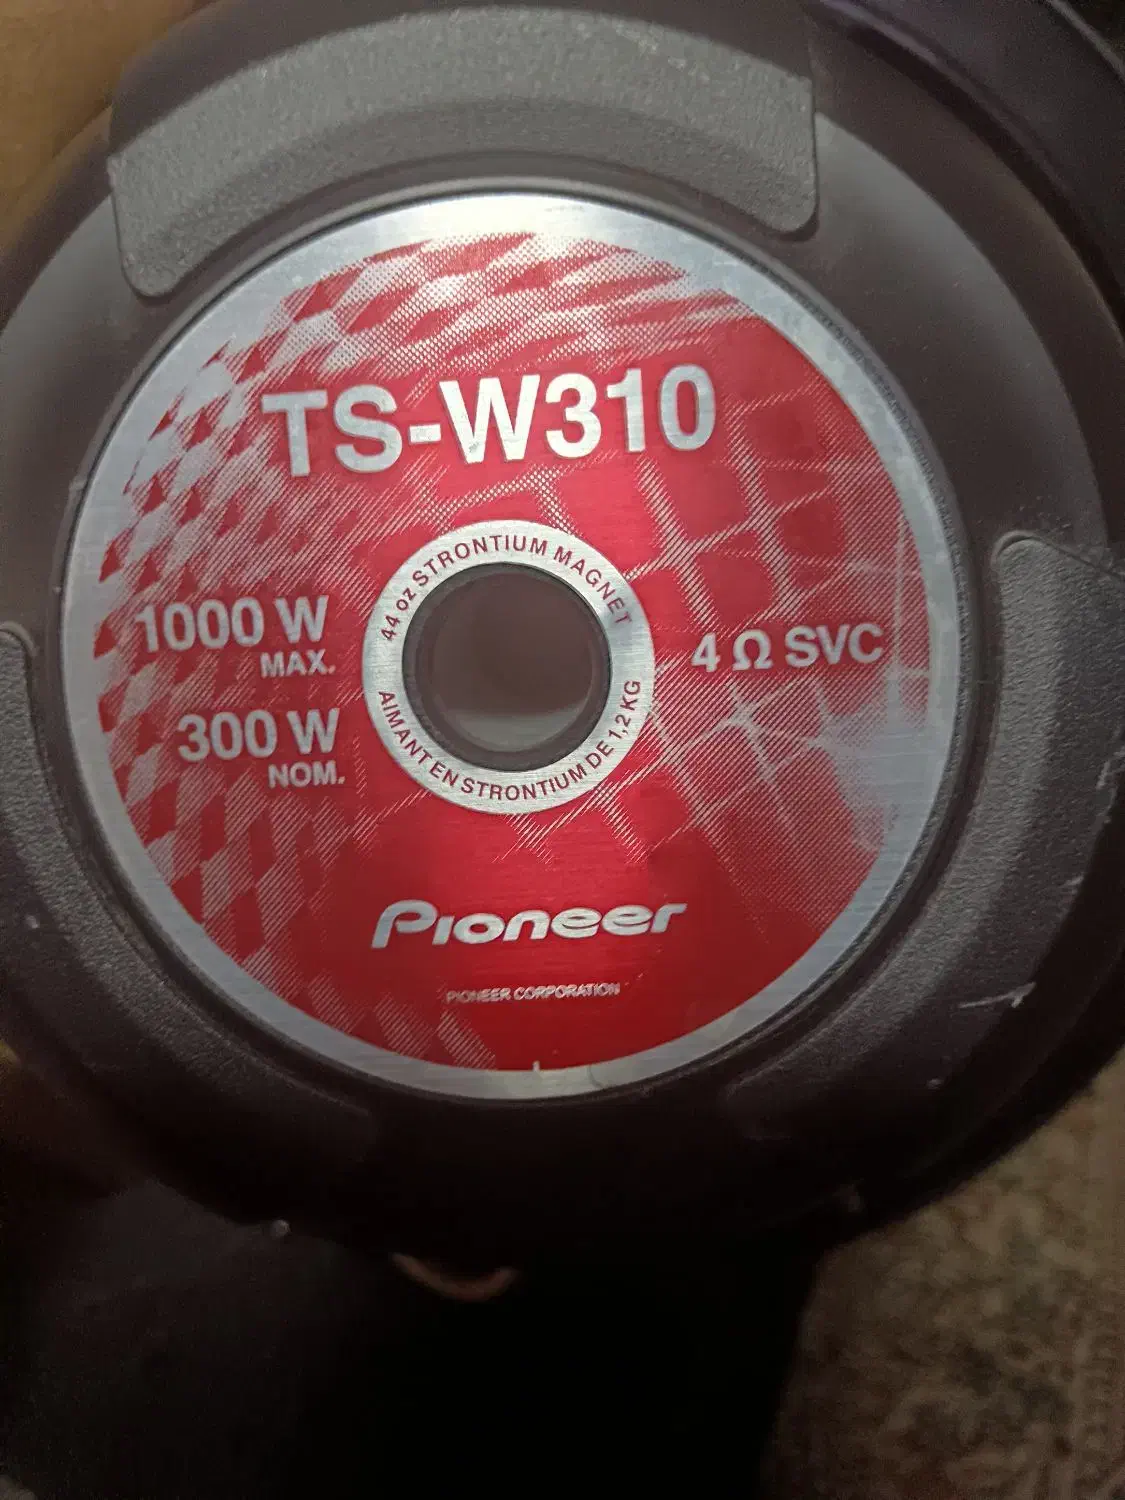 TS-W310
44 oz STRONTIUM MAGNET
1000 W
MAX.
4 Ω SVC
300 W
NOM.
AIMANT EN STRONTIUM DE 1,2 KG
Pioneer
PIONEER CORPORATION